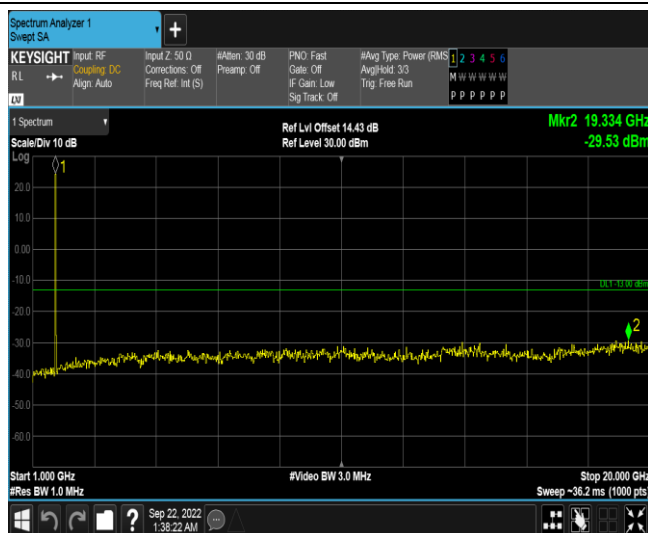 Spectrum Analyzer 1
Swept SA
+
KEYSIGHT Input: RF Input Z: 50 Ω #Atten: 30 dB PNO: Fast #Avg Type: Power (RMS 1 2 3 4 5 6
RL Coupling: DC Corrections: Off Preamp: Off Gate: Off Avg|Hold: 3/3 M W W W W W
Align: Auto Freq Ref: Int (S) IF Gain: Low Trig: Free Run
Sig Track: Off P P P P P P
LXI
1 Spectrum Ref Lvl Offset 14.43 dB Mkr2 19.334 GHz
Scale/Div 10 dB Ref Level 30.00 dBm -29.53 dBm
Log
1
20.0
10.0
0.00
-10.0
DL1 -13.00 dBm
-20.0
2
-30.0
-40.0
-50.0
-60.0
Start 1.000 GHz #Video BW 3.0 MHz Stop 20.000 GHz
#Res BW 1.0 MHz Sweep ~36.2 ms (1000 pts)
? Sep 22, 2022
1:38:22 AM